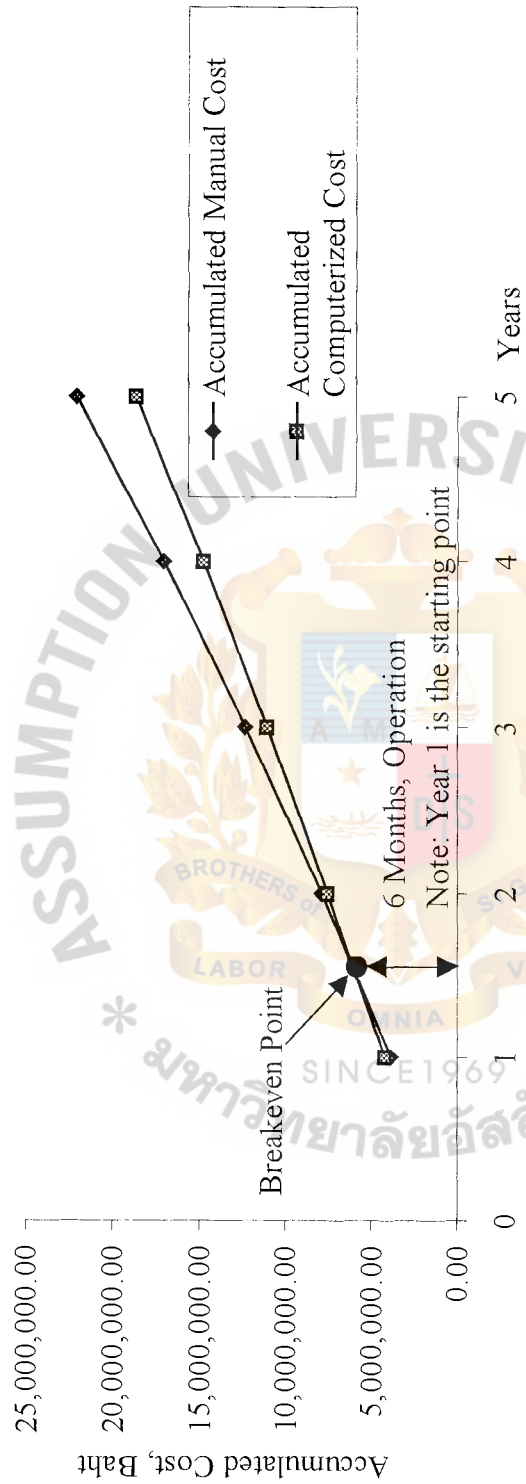 Accumulated Cost, Baht
25,000,000.00
20,000,000.00
15,000,000.00
10,000,000.00
5,000,000.00
0.00
Breakeven Point
6 Months, Operation
Note: Year 1 is the starting point
0
1
2
3
4
5
Years
Accumulated Manual Cost
Accumulated
Computerized Cost
ASSUMPTION UNIVERSI
A M
D S
BROTHERS of
LABOR
OMNIA
V
SINCE 1969